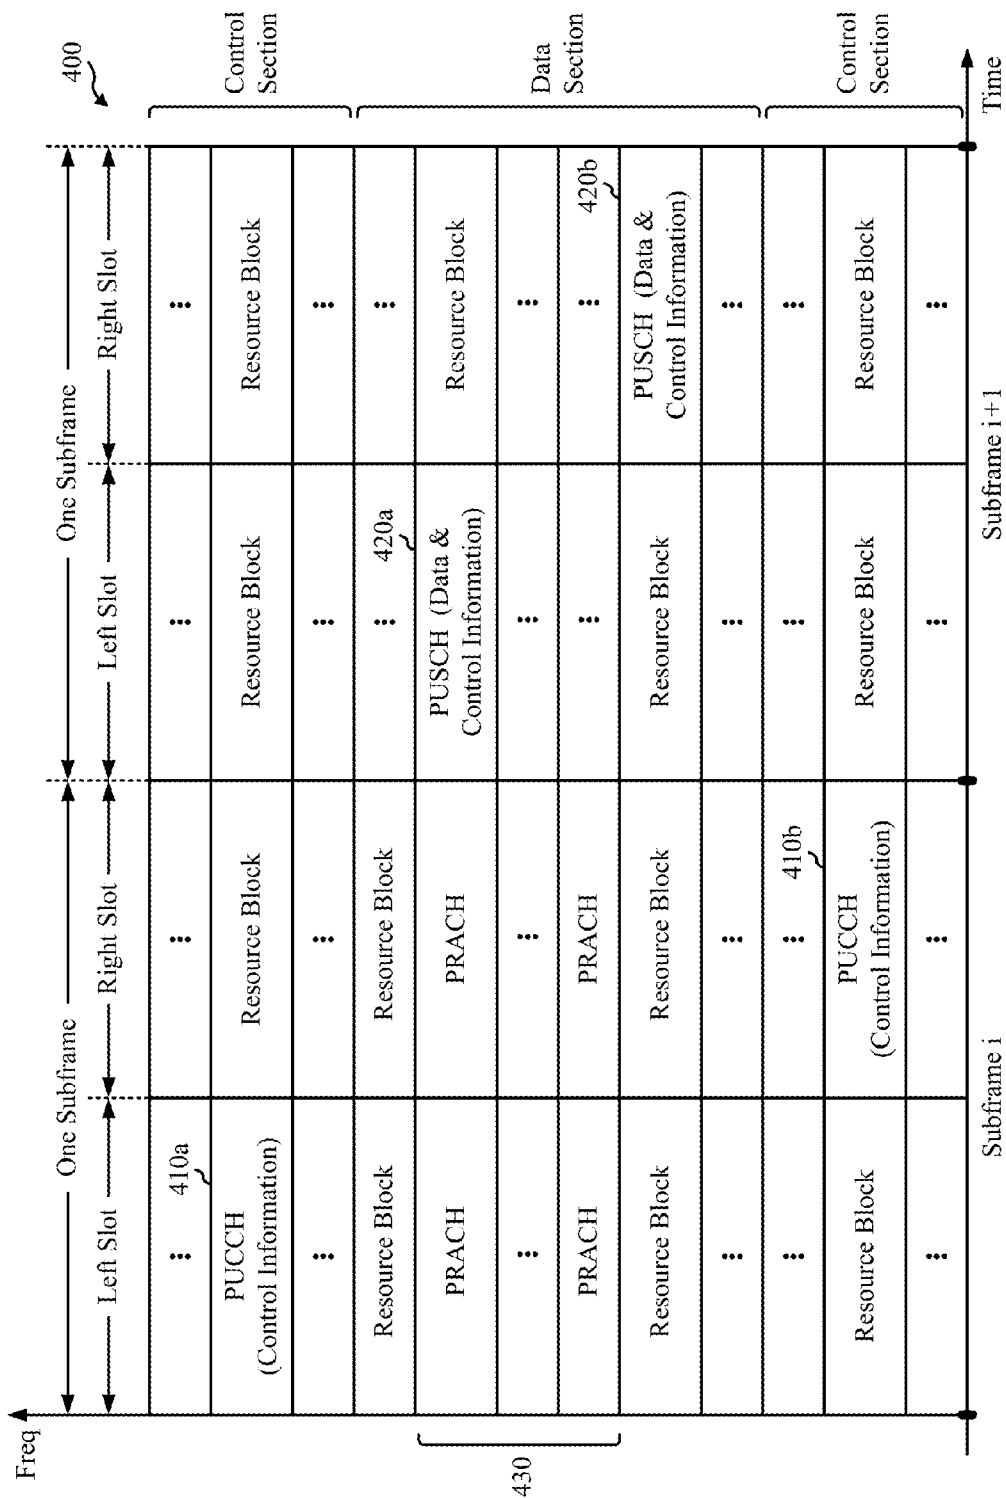 400
Freq
One Subframe
One Subframe
Left Slot
Right Slot
Left Slot
Right Slot
410a
PUCCH
(Control Information)
Resource Block
Resource Block
Resource Block
Control
Section
Resource Block
Resource Block
420a
PRACH
PRACH
PUSCH (Data &
Control Information)
Resource Block
430
Data
Section
PRACH
PRACH
420b
Resource Block
Resource Block
Resource Block
PUSCH (Data &
Control Information)
410b
Resource Block
PUCCH
(Control Information)
Resource Block
Resource Block
Control
Section
Subframe i
Subframe i+1
Time